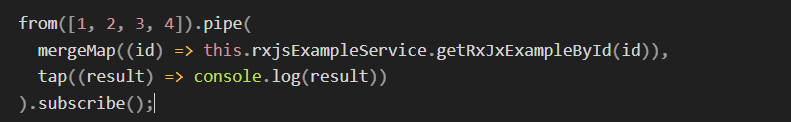 from([1, 2, 3, 4]).pipe(
  mergeMap((id) => this.rxjsExampleService.getRxJxExampleById(id)),
  tap((result) => console.log(result))
).subscribe();